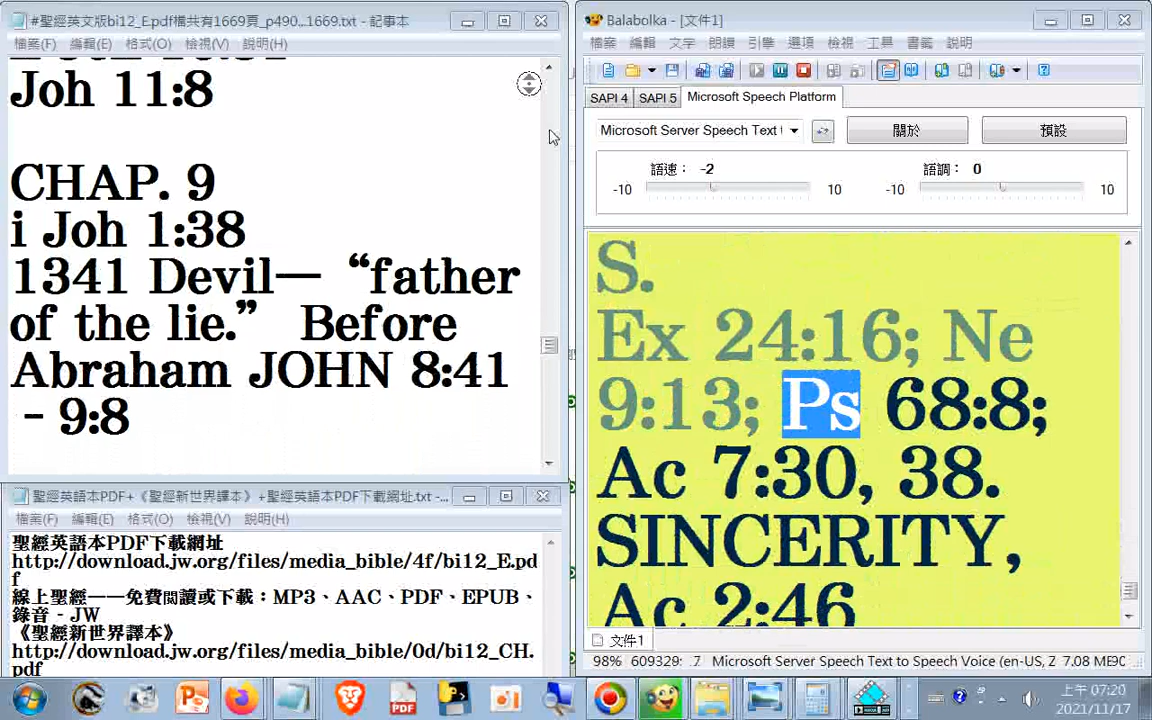 #聖經英文版bi12_E.pdf檔共有1669頁_p490...1669.txt - 記事本
檔案(F) 編輯(E) 格式(O) 檢視(V) 說明(H)
Joh 11:8
CHAP. 9
i Joh 1:38
1341 Devil—“father
of the lie.” Before
Abraham JOHN 8:41
- 9:8
聖經英語本PDF+《聖經新世界譯本》+聖經英語本PDF下載網址.txt -...
檔案(F) 編輯(E) 格式(O) 檢視(V) 說明(H)
聖經英語本PDF下載網址
http://download.jw.org/files/media_bible/4f/bi12_E.pd
f
線上聖經——免費閱讀或下載：MP3、AAC、PDF、EPUB、
錄音 - JW
《聖經新世界譯本》
http://download.jw.org/files/media_bible/0d/bi12_CH.
pdf
Balabolka - [文件1]
檔案 編輯 文字 朗讀 引擎 選項 檢視 工具 書籤 說明
SAPI 4 SAPI 5 Microsoft Speech Platform
Microsoft Server Speech Text 關於 預設
語速： -2 語調： 0
-10 10 -10 10
S.
Ex 24:16; Ne
9:13; Ps 68:8;
Ac 7:30, 38.
SINCERITY,
Ac 2:46
文件1
98% 609329: .7 Microsoft Server Speech Text to Speech Voice (en-US, Z 7.08 МБ
上午 07:20
2021/11/17